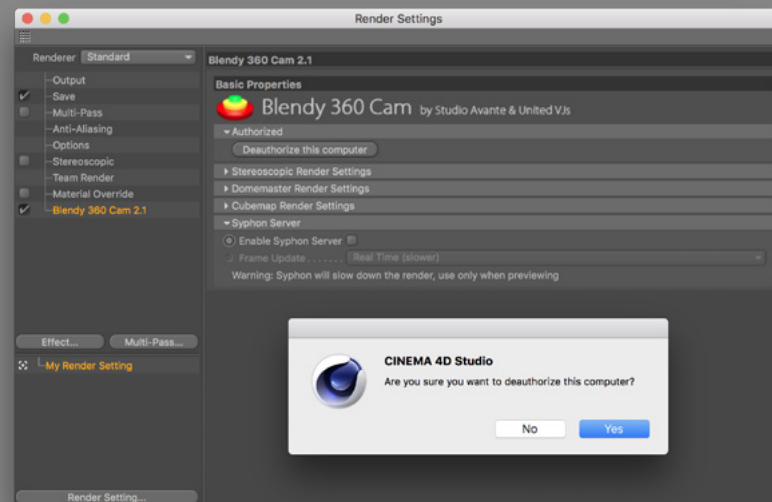 Render Settings
Renderer Standard
Output
Save
Multi-Pass
Anti-Aliasing
Options
Stereoscopic
Team Render
Material Override
Blendy 360 Cam 2.1
Effect... Multi-Pass...
My Render Setting
Render Setting...
Blendy 360 Cam 2.1
Basic Properties
Blendy 360 Cam by Studio Avante & United VJs
Authorized
Deauthorize this computer
Stereoscopic Render Settings
Domemaster Render Settings
Cubemap Render Settings
Syphon Server
Enable Syphon Server
Frame Update . . . . . . . Real Time (slower)
Warning: Syphon will slow down the render, use only when previewing
CINEMA 4D Studio
Are you sure you want to deauthorize this computer?
No Yes